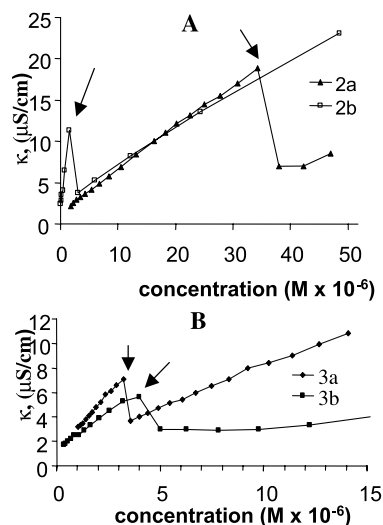 A
κ, (μS/cm)
25
20
15
10
5
0
2a
2b
0 10 20 30 40 50
concentration (M x 10-6)
B
κ, (μS/cm)
12
10
8
6
4
2
0
3a
3b
0 5 10 15
concentration (M x 10-6)